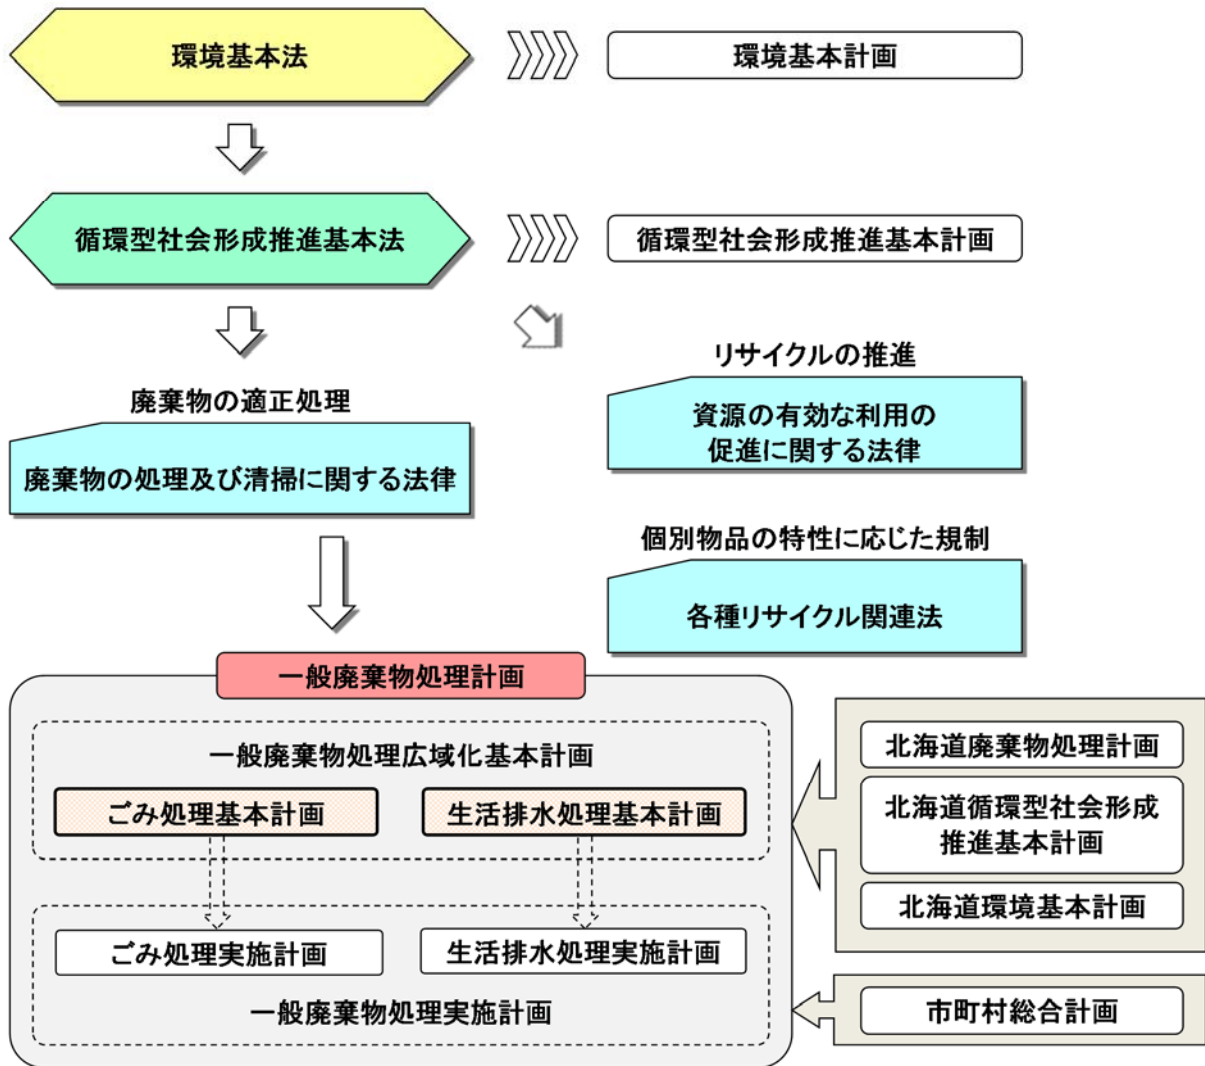 環境基本法
環境基本計画
循環型社会形成推進基本法
循環型社会形成推進基本計画
リサイクルの推進
廃棄物の適正処理
資源の有効な利用の
促進に関する法律
廃棄物の処理及び清掃に関する法律
個別物品の特性に応じた規制
各種リサイクル関連法
一般廃棄物処理計画
一般廃棄物処理広域化基本計画
ごみ処理基本計画
生活排水処理基本計画
北海道廃棄物処理計画
北海道循環型社会形成
推進基本計画
北海道環境基本計画
ごみ処理実施計画
生活排水処理実施計画
一般廃棄物処理実施計画
市町村総合計画